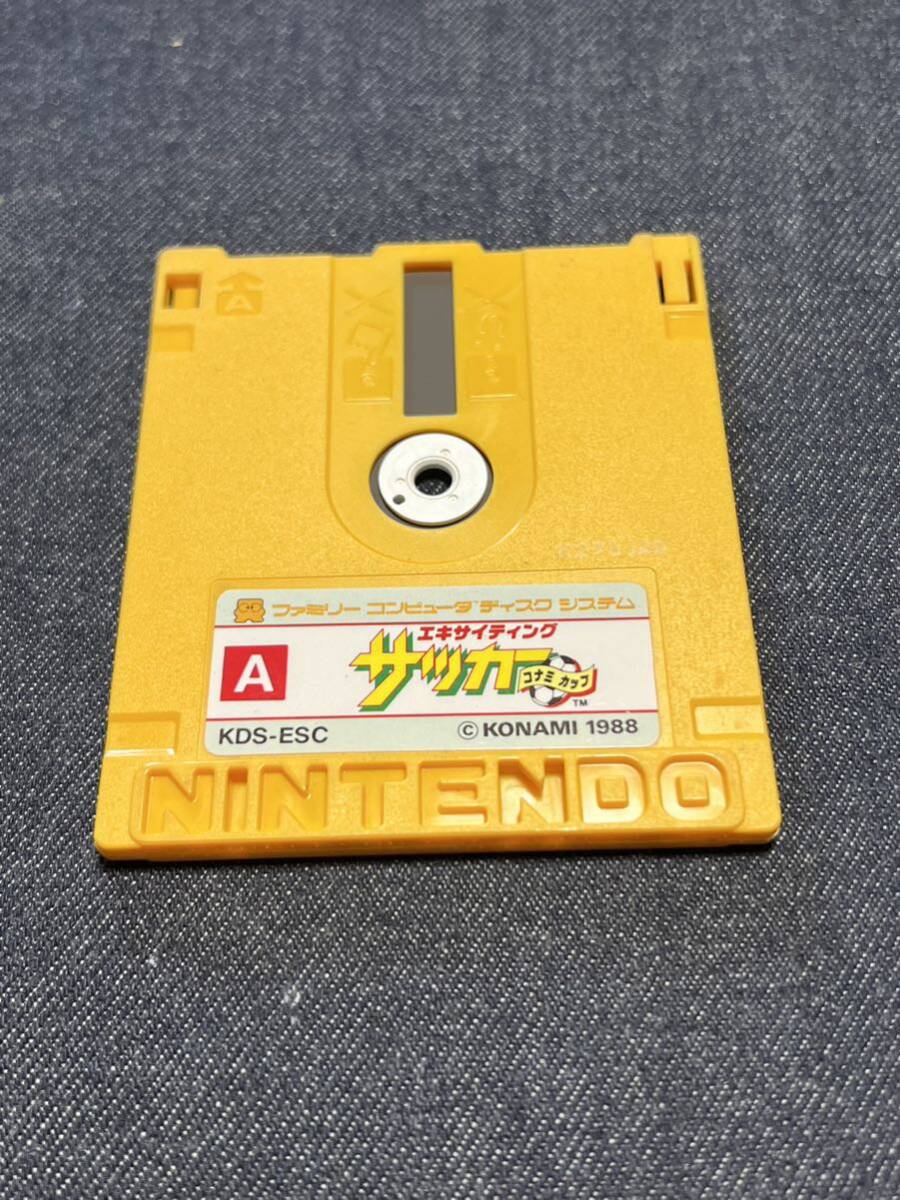 A
ファミリー コンピュータ ディスク システム
エキサイティング
A
サッカー
コナミ カップ
TM
KDS-ESC
© KONAMI 1988
NINTENDO